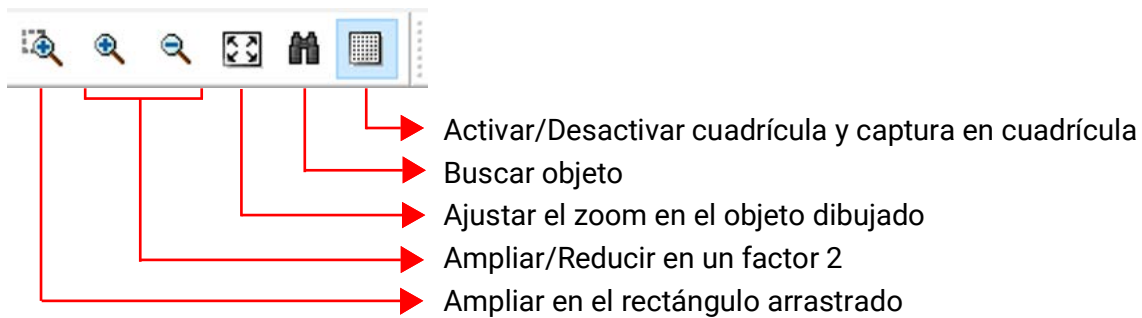 Activar/Desactivar cuadrícula y captura en cuadrícula
Buscar objeto
Ajustar el zoom en el objeto dibujado
Ampliar/Reducir en un factor 2
Ampliar en el rectángulo arrastrado